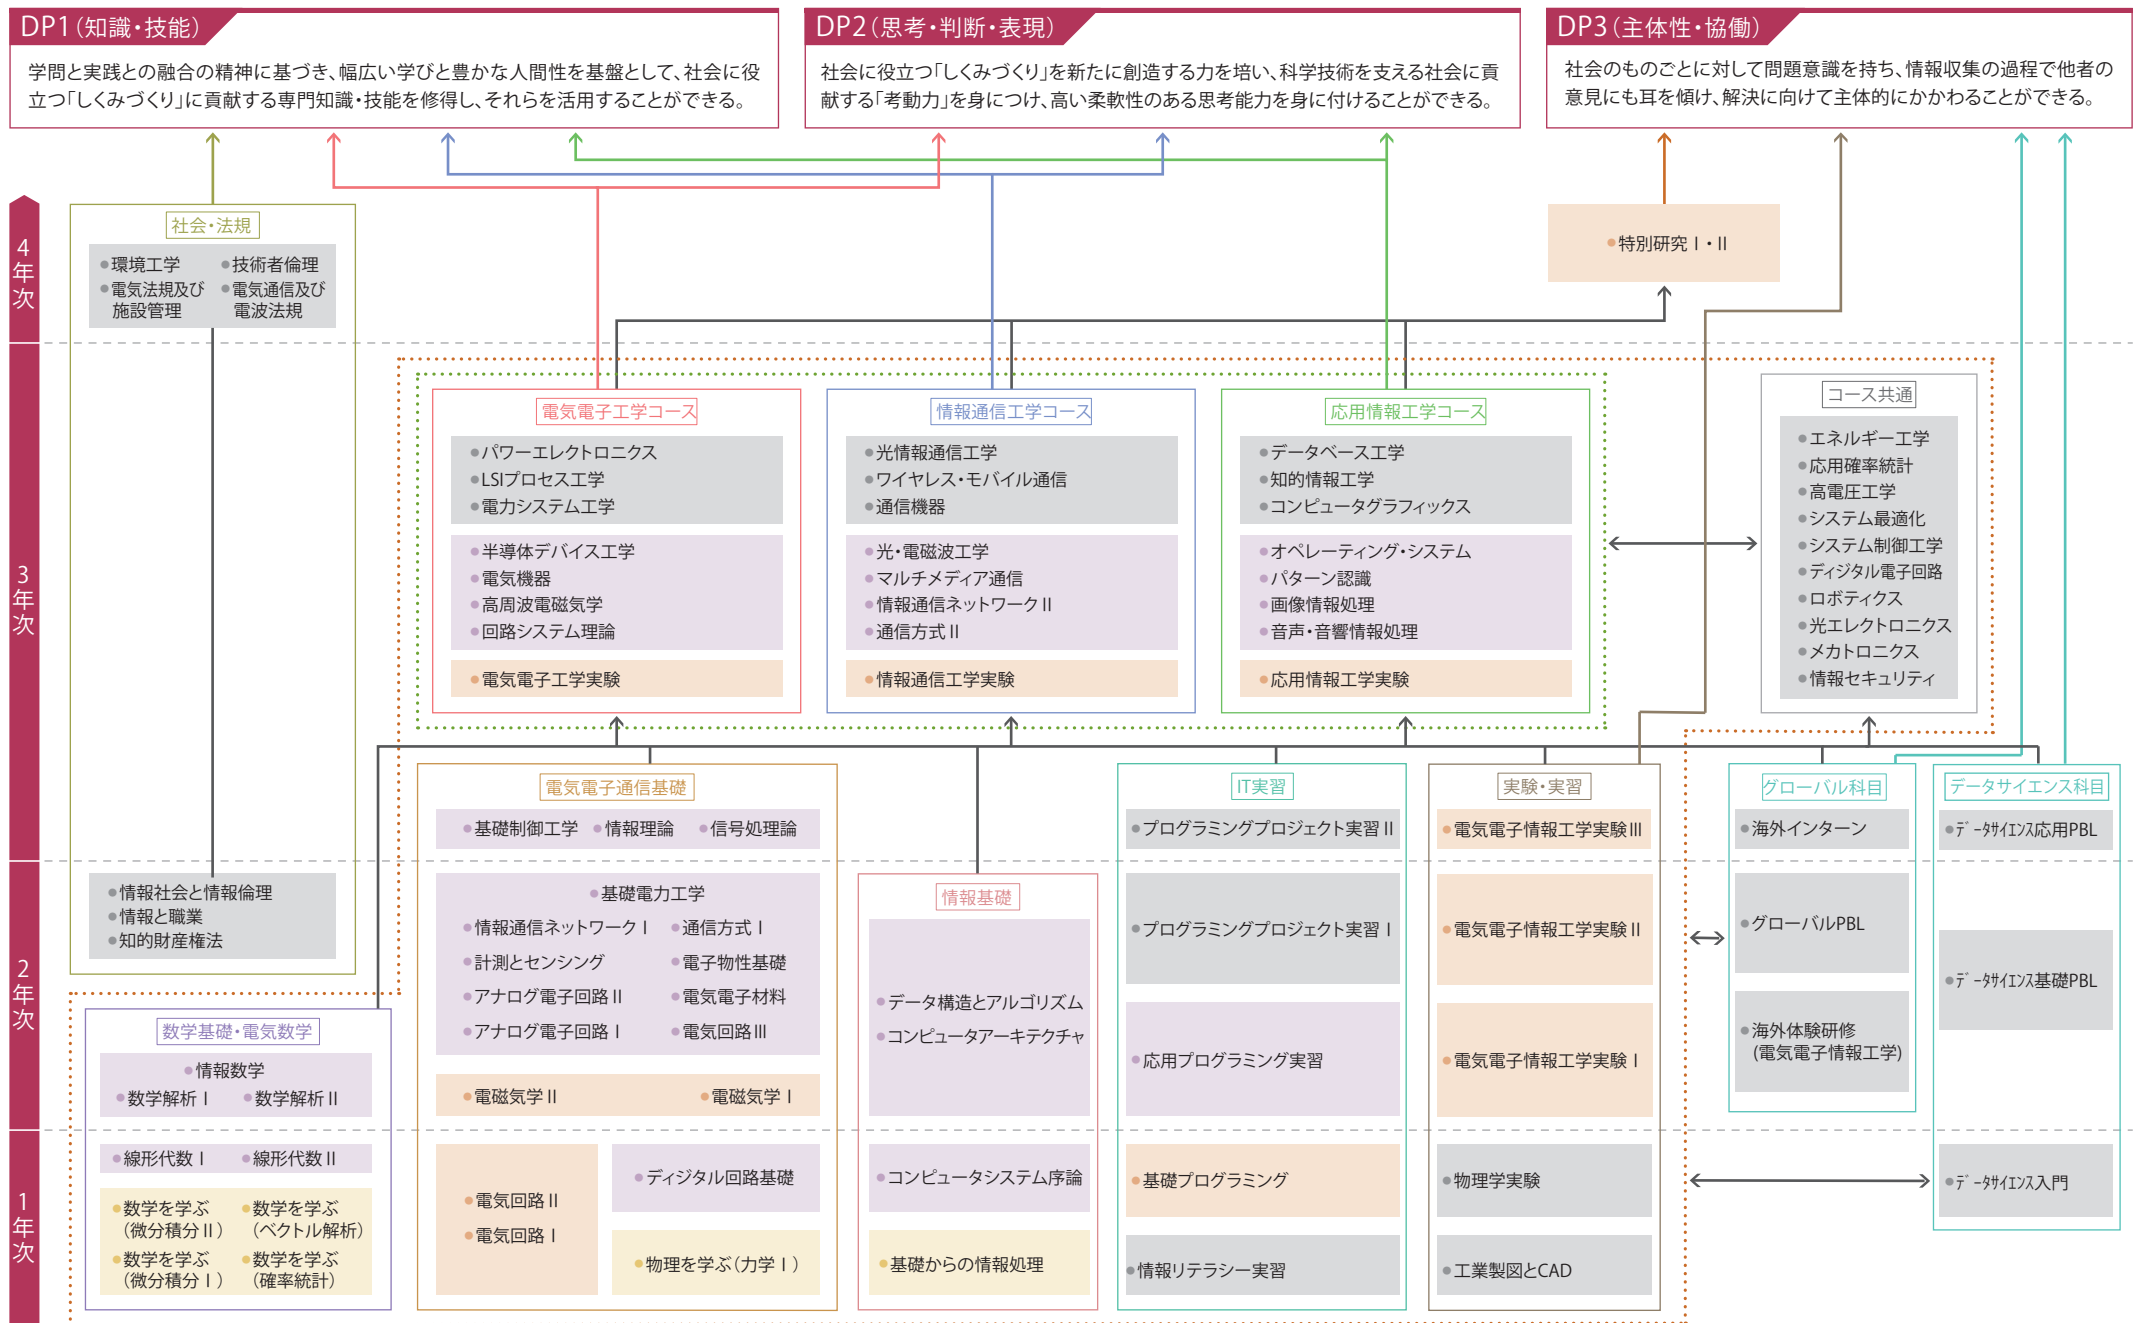 DP1（知識・技能）
学問と実践との融合の精神に基づき、幅広い学びと豊かな人間性を基盤として、社会に役
立つ「しくみづくり」に貢献する専門知識・技能を修得し、それらを活用することができる。
DP2（思考・判断・表現）
社会に役立つ「しくみづくり」を新たに創造する力を培い、科学技術を支える社会に貢
献する「考動力」を身につけ、高い柔軟性のある思考能力を身に付けることができる。
DP3（主体性・協働）
社会のものごとに対して問題意識を持ち、情報収集の過程で他者の
意見にも耳を傾け、解決に向けて主体的にかかわることができる。
4年次
社会・法規
●環境工学 ●技術者倫理
●電気法規及び
施設管理
●電気通信及び
電波法規
●特別研究Ⅰ・Ⅱ
3年次
電気電子工学コース
●パワーエレクトロニクス
●LSIプロセス工学
●電力システム工学
●半導体デバイス工学
●電気機器
●高周波電磁気学
●回路システム理論
●電気電子工学実験
情報通信工学コース
●光情報通信工学
●ワイヤレス・モバイル通信
●通信機器
●光・電磁波工学
●マルチメディア通信
●情報通信ネットワークⅡ
●通信方式Ⅱ
●情報通信工学実験
応用情報工学コース
●データベース工学
●知的情報工学
●コンピュータグラフィックス
●オペレーティング・システム
●パターン認識
●画像情報処理
●音声・音響情報処理
●応用情報工学実験
コース共通
●エネルギー工学
●応用確率統計
●高電圧工学
●システム最適化
●システム制御工学
●ディジタル電子回路
●ロボティクス
●光エレクトロニクス
●メカトロニクス
●情報セキュリティ
2年次
●情報社会と情報倫理
●情報と職業
●知的財産権法
1年次
数学基礎・電気数学
●情報数学
●数学解析Ⅰ ●数学解析Ⅱ
●線形代数Ⅰ ●線形代数Ⅱ
●数学を学ぶ
（微分積分Ⅱ）
●数学を学ぶ
（ベクトル解析）
●数学を学ぶ
（微分積分Ⅰ）
●数学を学ぶ
（確率統計）
電気電子通信基礎
●基礎制御工学 ●情報理論 ●信号処理論
●基礎電力工学
●情報通信ネットワークⅠ ●通信方式Ⅰ
●計測とセンシング ●電子物性基礎
●アナログ電子回路Ⅱ ●電気電子材料
●アナログ電子回路Ⅰ ●電気回路Ⅲ
●電磁気学Ⅱ ●電磁気学Ⅰ
●電気回路Ⅱ
●電気回路Ⅰ
●ディジタル回路基礎
●物理を学ぶ（力学Ⅰ）
情報基礎
●データ構造とアルゴリズム
●コンピュータアーキテクチャ
●コンピュータシステム序論
●基礎からの情報処理
IT実習
●プログラミングプロジェクト実習Ⅱ
●プログラミングプロジェクト実習Ⅰ
●応用プログラミング実習
●基礎プログラミング
●情報リテラシー実習
実験・実習
●電気電子情報工学実験Ⅲ
●電気電子情報工学実験Ⅱ
●電気電子情報工学実験Ⅰ
●物理学実験
●工業製図とCAD
グローバル科目
●海外インターン
●グローバルPBL
●海外体験研修
(電気電子情報工学)
データサイエンス科目
●ﾃﾞｰﾀｻｲｴﾝｽ応用PBL
●ﾃﾞｰﾀｻｲｴﾝｽ基礎PBL
●ﾃﾞｰﾀｻｲｴﾝｽ入門